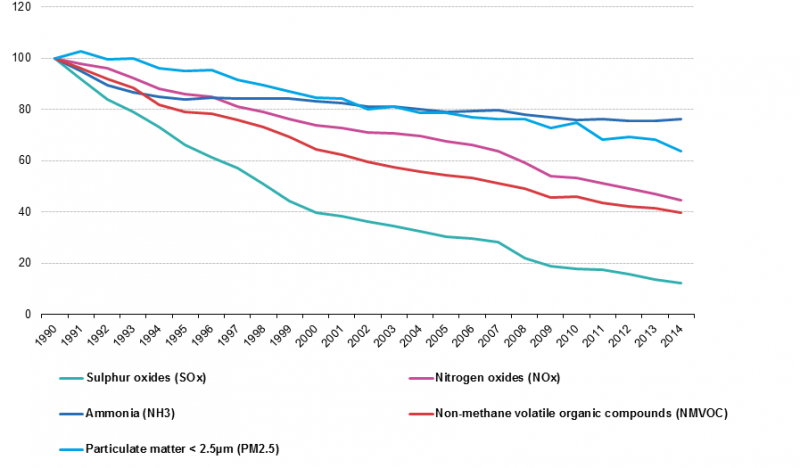 120
100
80
60
40
20
0
1990 1991 1992 1993 1994 1995 1996 1997 1998 1999 2000 2001 2002 2003 2004 2005 2006 2007 2008 2009 2010 2011 2012 2013 2014
Sulphur oxides (SOx) Nitrogen oxides (NOx)
Ammonia (NH3) Non-methane volatile organic compounds (NMVOC)
Particulate matter < 2.5µm (PM2.5)